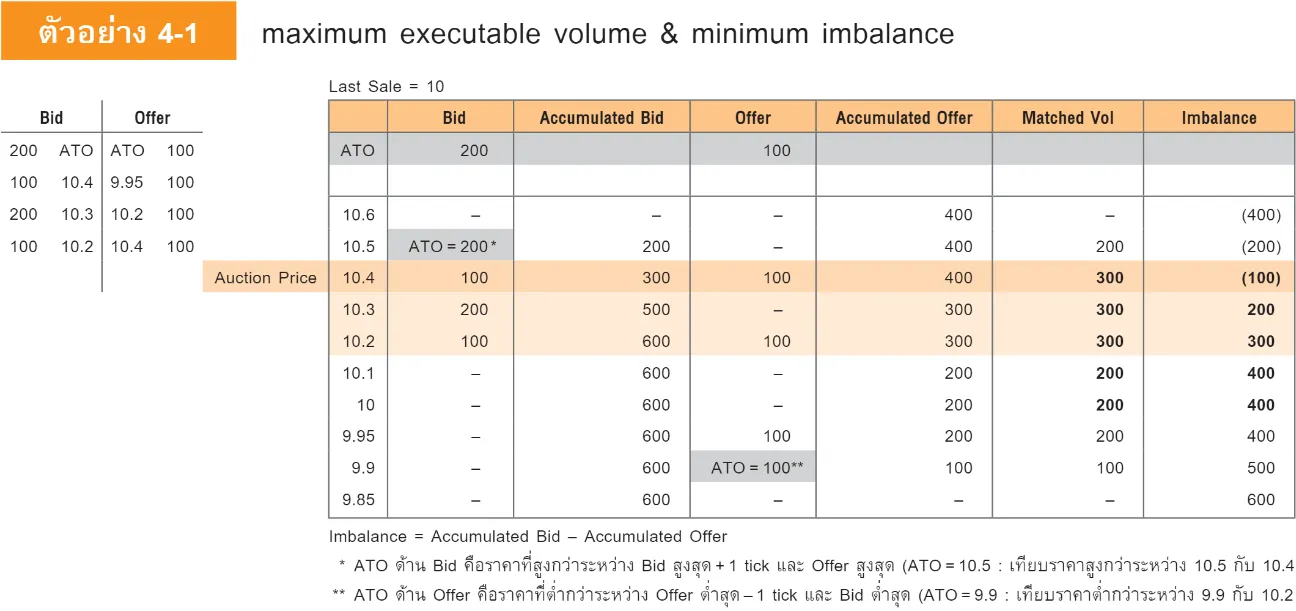 ตัวอย่าง 4-1 maximum executable volume & minimum imbalance
Last Sale = 10
Bid Offer
200 ATO ATO 100
100 10.4 9.95 100
200 10.3 10.2 100
100 10.2 10.4 100
Bid Accumulated Bid Offer Accumulated Offer Matched Vol Imbalance
ATO 200 100
10.6 – – – 400 – (400)
10.5 ATO = 200* 200 – 400 200 (200)
Auction Price 10.4 100 300 100 400 300 (100)
10.3 200 500 – 300 300 200
10.2 100 600 100 300 300 300
10.1 – 600 – 200 200 400
10 – 600 – 200 200 400
9.95 – 600 100 200 200 400
9.9 – 600 ATO = 100** 100 100 500
9.85 – 600 – – – 600
Imbalance = Accumulated Bid – Accumulated Offer
* ATO ด้าน Bid คือราคาที่สูงกว่าระหว่าง Bid สูงสุด + 1 tick และ Offer สูงสุด (ATO = 10.5 : เทียบราคาสูงกว่าระหว่าง 10.5 กับ 10.4
** ATO ด้าน Offer คือราคาที่ต่ำกว่าระหว่าง Offer ต่ำสุด – 1 tick และ Bid ต่ำสุด (ATO = 9.9 : เทียบราคาต่ำกว่าระหว่าง 9.9 กับ 10.2